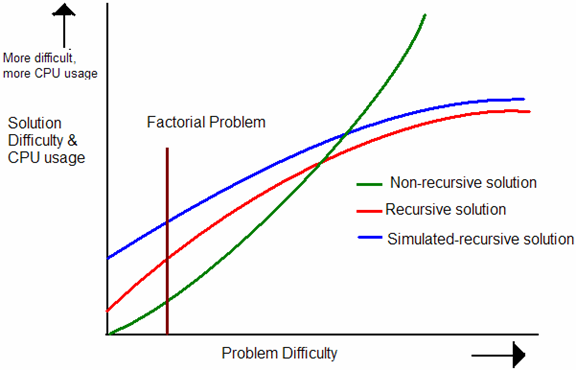 More difficult,
more CPU usage
Solution
Difficulty &
CPU usage
Factorial Problem
Non-recursive solution
Recursive solution
Simulated-recursive solution
Problem Difficulty